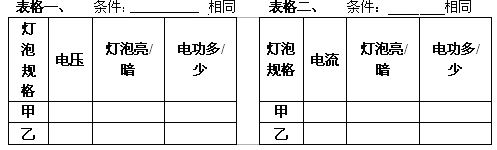 表格一、 条件:__________ 相同
灯泡规格 电压 灯泡亮/暗 电功多/少
甲
乙
表格二、 条件:________相同
灯泡规格 电流 灯泡亮/暗 电功多/少
甲
乙